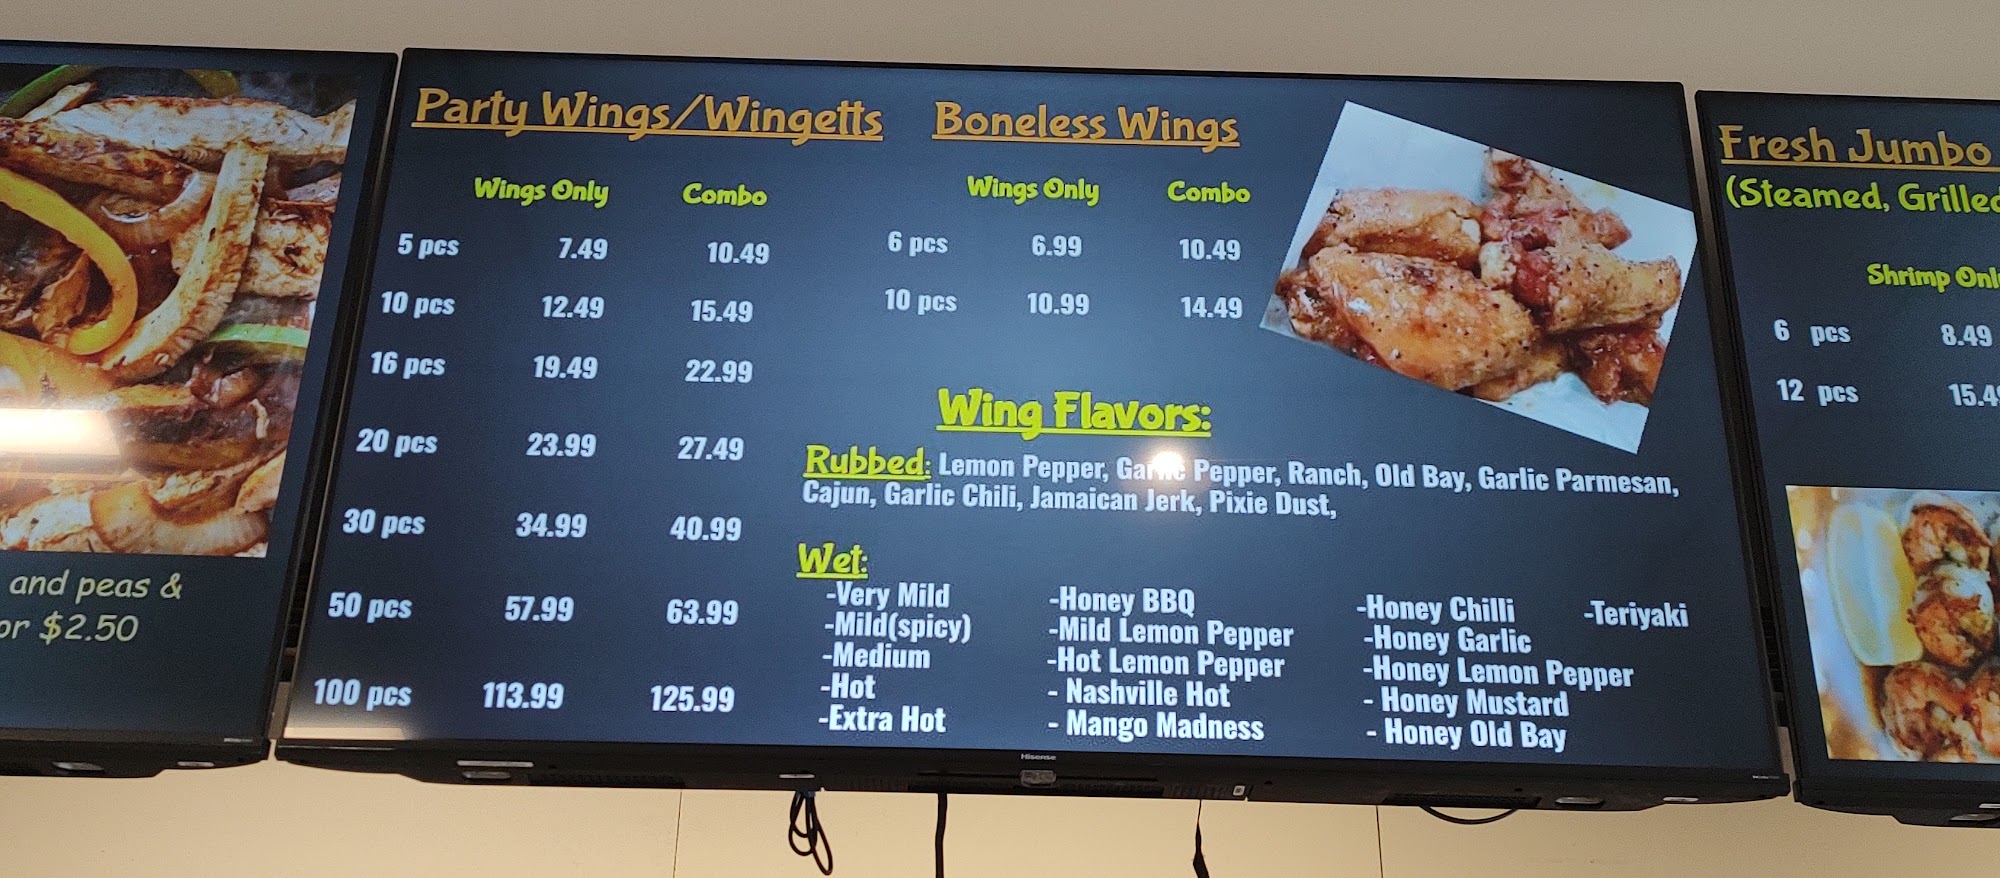 and peas &
or $2.50
Party Wings/Wingetts
Wings Only Combo
5 pcs 7.49 10.49
10 pcs 12.49 15.49
16 pcs 19.49 22.99
20 pcs 23.99 27.49
30 pcs 34.99 40.99
50 pcs 57.99 63.99
100 pcs 113.99 125.99
Boneless Wings
Wings Only Combo
6 pcs 6.99 10.49
10 pcs 10.99 14.49
Wing Flavors:
Rubbed: Lemon Pepper, Garlic Pepper, Ranch, Old Bay, Garlic Parmesan,
Cajun, Garlic Chili, Jamaican Jerk, Pixie Dust,
Wet:
-Very Mild
-Mild(spicy)
-Medium
-Hot
-Extra Hot
-Honey BBQ
-Mild Lemon Pepper
-Hot Lemon Pepper
- Nashville Hot
- Mango Madness
-Honey Chilli
-Honey Garlic
-Honey Lemon Pepper
- Honey Mustard
- Honey Old Bay
-Teriyaki
Hisense
Fresh Jumbo
(Steamed, Grilled
Shrimp Only
6 pcs 8.49
12 pcs 15.49